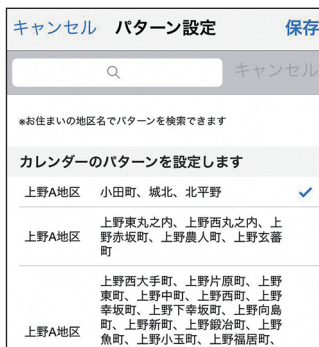 キャンセル パターン設定 保存
キャンセル
※お住まいの地区名でパターンを検索できます
カレンダーのパターンを設定します
上野A地区 小田町、城北、北平野
上野A地区 上野東丸之内、上野西丸之内、上
野赤坂町、上野農人町、上野玄蕃
町
上野A地区 上野西大手町、上野片原町、上野
東町、上野中町、上野西町、上野
幸坂町、上野下幸坂町、上野向島
町、上野新町、上野鍛冶町、上野
魚町、上野小玉町、上野福居町、